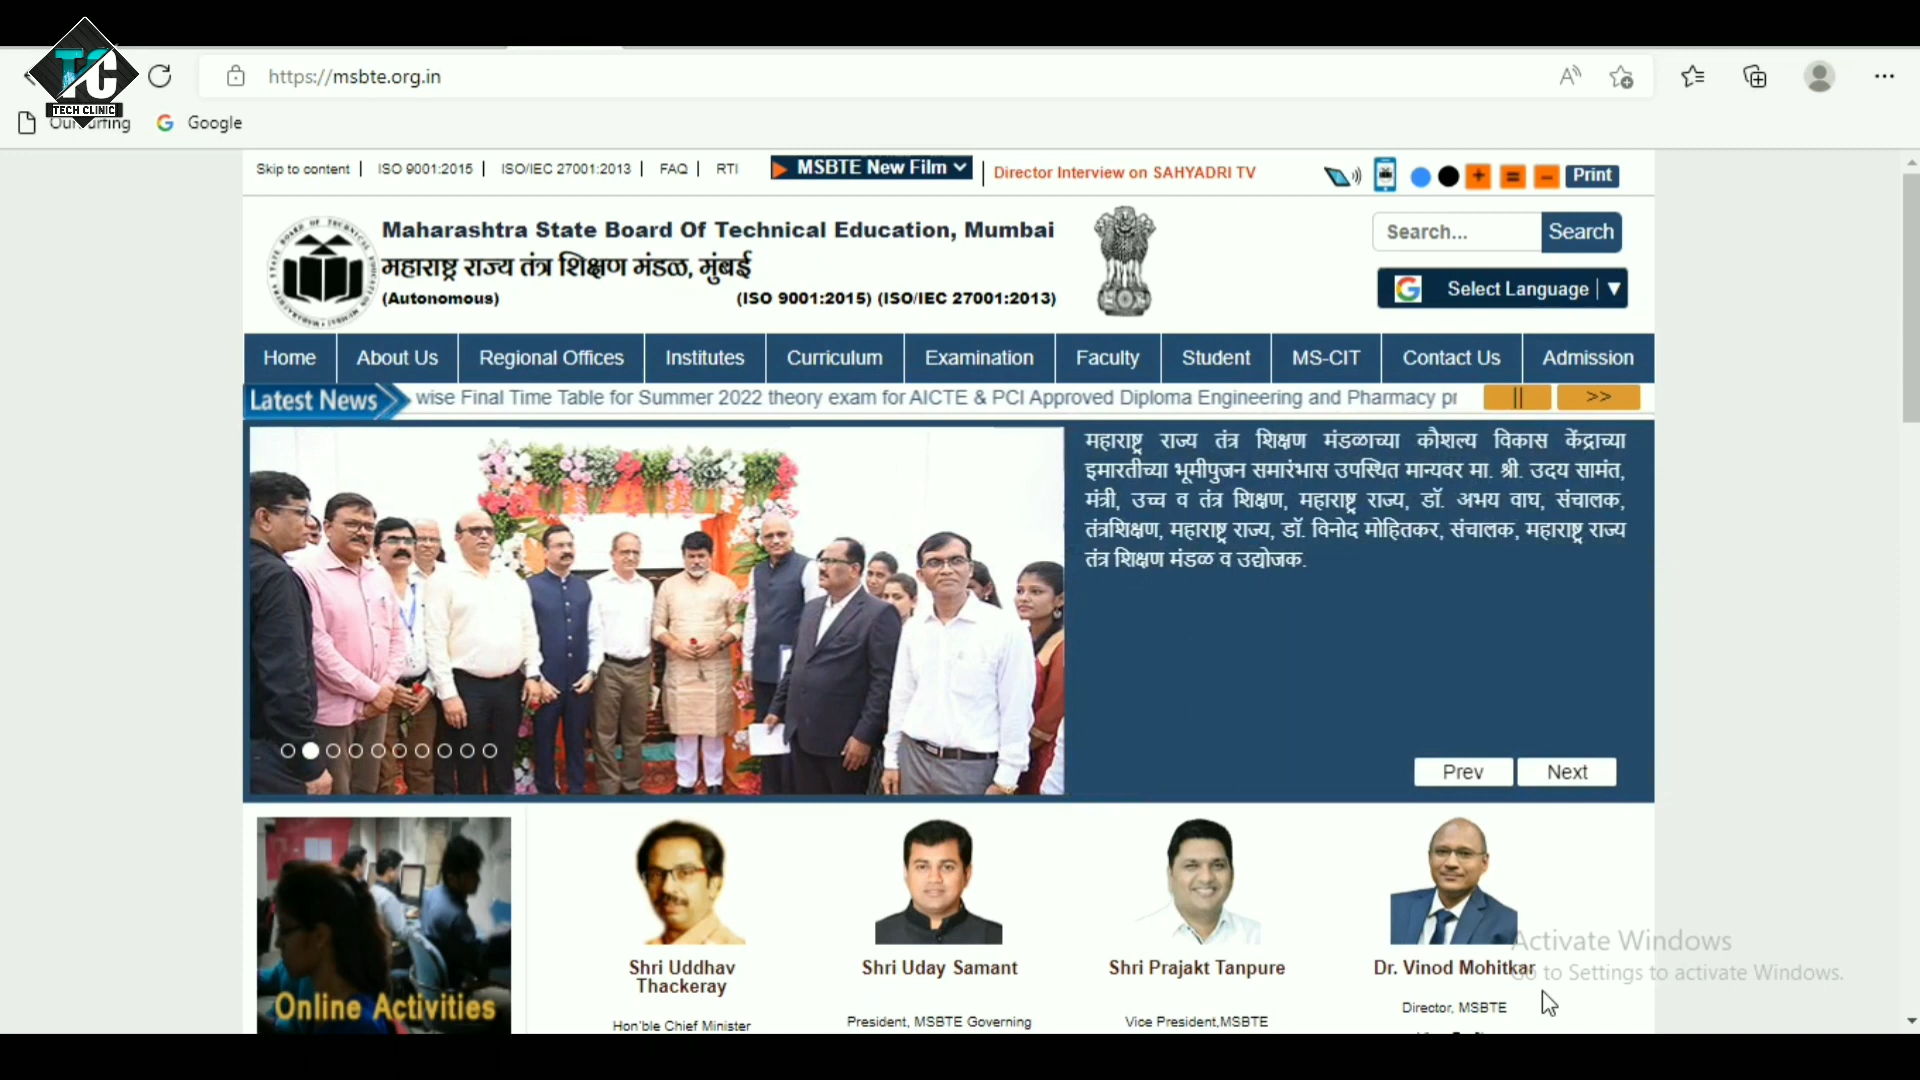 TC
TECH CLINIC
https://msbte.org.in
Google
Skip to content | ISO 9001:2015 | ISO/IEC 27001:2013 | FAQ | RTI
MSBTE New Film
Director Interview on SAHYADRI TV
Print
Maharashtra State Board Of Technical Education, Mumbai
महाराष्ट्र राज्य तंत्र शिक्षण मंडळ, मुंबई
(Autonomous) (ISO 9001:2015) (ISO/IEC 27001:2013)
Search... Search
G Select Language | ▼
Home About Us Regional Offices Institutes Curriculum Examination Faculty Student MS-CIT Contact Us Admission
Latest News wise Final Time Table for Summer 2022 theory exam for AICTE & PCI Approved Diploma Engineering and Pharmacy pr || >>
महाराष्ट्र राज्य तंत्र शिक्षण मंडळाच्या कौशल्य विकास केंद्राच्या
इमारतीच्या भूमीपुजन समारंभास उपस्थित मान्यवर मा. श्री. उदय सामंत,
मंत्री, उच्च व तंत्र शिक्षण, महाराष्ट्र राज्य, डॉ. अभय वाघ, संचालक,
तंत्रशिक्षण, महाराष्ट्र राज्य, डॉ. विनोद मोहितकर, संचालक, महाराष्ट्र राज्य
तंत्र शिक्षण मंडळ व उद्योजक.
Prev Next
Online Activities
Shri Uddhav
Thackeray
Hon'ble Chief Minister
Shri Uday Samant
President, MSBTE Governing
Shri Prajakt Tanpure
Vice President,MSBTE
Dr. Vinod Mohitkar
Director, MSBTE
Activate Windows
Go to Settings to activate Windows.